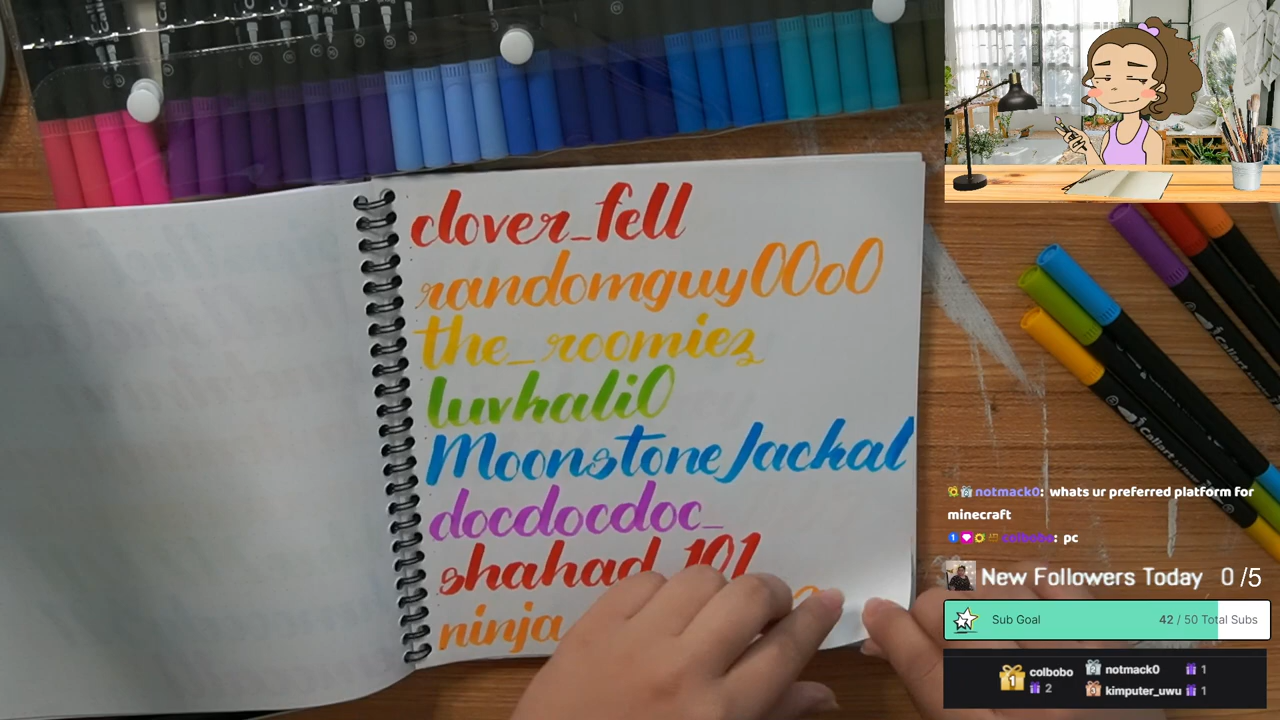 clover_fell
randomguy00o0
the_roomiez
luvkali0
MoonstoneJackal
docdocdoc_
shahad_101
ninja
notmack0: whats ur preferred platform for
minecraft
colbobo: pc
New Followers Today 0 /5
Sub Goal 42 / 50 Total Subs
1 colbobo 2
notmack0 1
kimputer_uwu 1